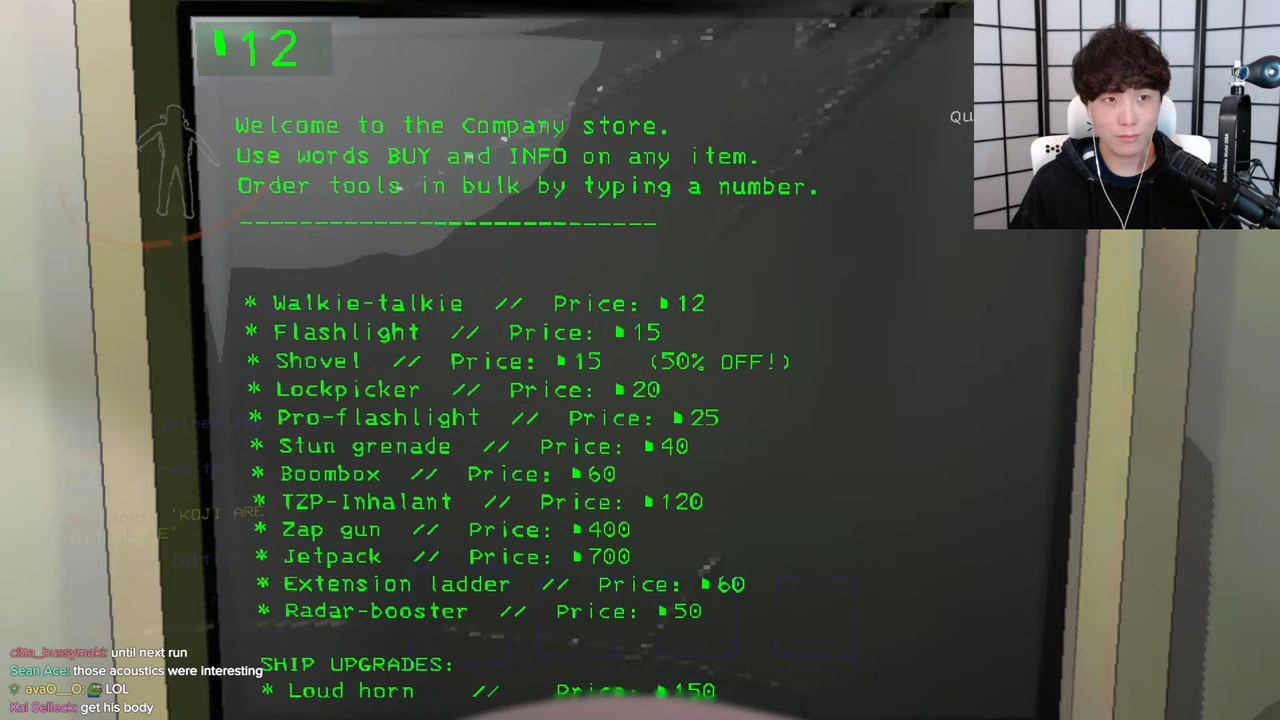 ▮12
Welcome to the Company store.
Use words BUY and INFO on any item.
Order tools in bulk by typing a number.
----------------------------
* Walkie-talkie // Price: ▮12
* Flashlight // Price: ▮15
* Shovel // Price: ▮15 (50% OFF!)
* Lockpicker // Price: ▮20
* Pro-flashlight // Price: ▮25
* Stun grenade // Price: ▮40
* Boombox // Price: ▮60
* TZP-Inhalant // Price: ▮120
* Zap gun // Price: ▮400
* Jetpack // Price: ▮700
* Extension ladder // Price: ▮60
* Radar-booster // Price: ▮50
SHIP UPGRADES:
* Loud horn // Price: ▮150
Qu
'KOJI ARE
citta_bussymaki: until next run
Sean Ace: those acoustics were interesting
ava0__O: LOL
Kai Selleck: get his body